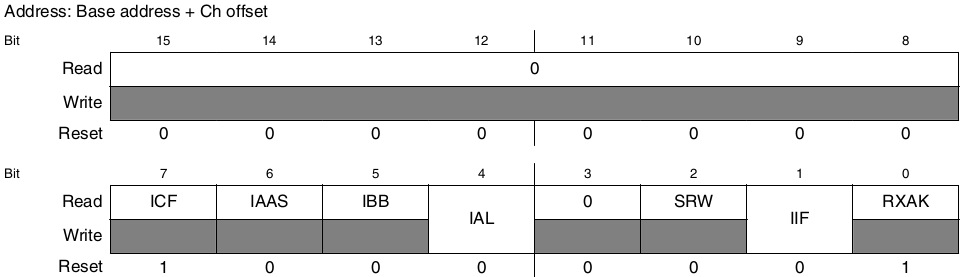 Address: Base address + Ch offset
Bit 15 14 13 12 11 10 9 8
Read 0
Write
Reset 0 0 0 0 0 0 0 0
Bit 7 6 5 4 3 2 1 0
Read ICF IAAS IBB IAL 0 SRW IIF RXAK
Write
Reset 1 0 0 0 0 0 0 1